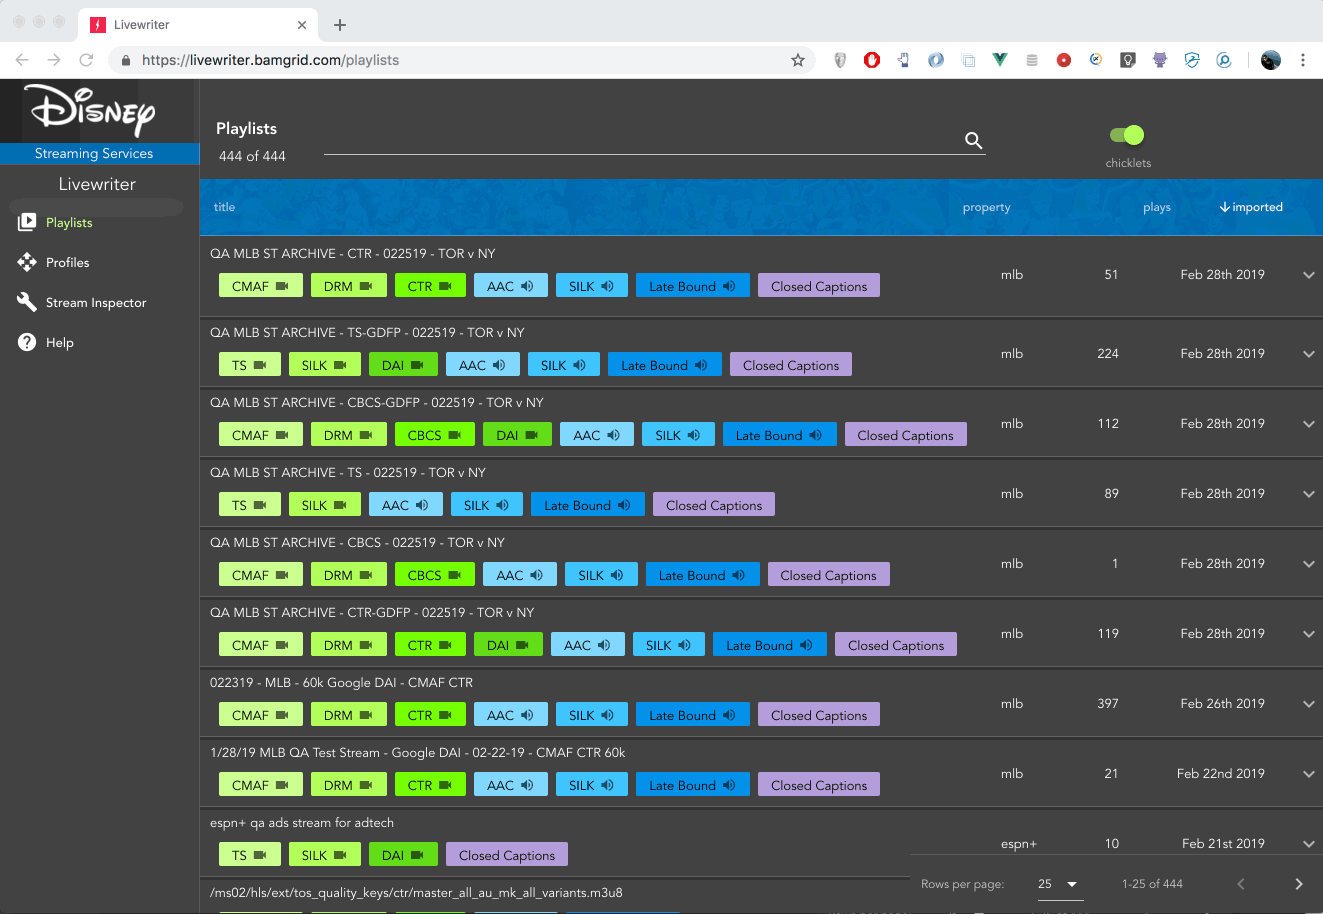 Livewriter
https://livewriter.bamgrid.com/playlists
Disney
Streaming Services
Livewriter
Playlists
Profiles
Stream Inspector
Help
Playlists
444 of 444
chicklets
title property plays imported
QA MLB ST ARCHIVE - CTR - 022519 - TOR v NY
CMAF DRM CTR AAC SILK Late Bound Closed Captions
mlb 51 Feb 28th 2019
QA MLB ST ARCHIVE - TS-GDFP - 022519 - TOR v NY
TS SILK DAI AAC SILK Late Bound Closed Captions
mlb 224 Feb 28th 2019
QA MLB ST ARCHIVE - CBCS-GDFP - 022519 - TOR v NY
CMAF DRM CBCS DAI AAC SILK Late Bound Closed Captions
mlb 112 Feb 28th 2019
QA MLB ST ARCHIVE - TS - 022519 - TOR v NY
TS SILK AAC SILK Late Bound Closed Captions
mlb 89 Feb 28th 2019
QA MLB ST ARCHIVE - CBCS - 022519 - TOR v NY
CMAF DRM CBCS AAC SILK Late Bound Closed Captions
mlb 1 Feb 28th 2019
QA MLB ST ARCHIVE - CTR-GDFP - 022519 - TOR v NY
CMAF DRM CTR DAI AAC SILK Late Bound Closed Captions
mlb 119 Feb 28th 2019
022319 - MLB - 60k Google DAI - CMAF CTR
CMAF DRM CTR AAC SILK Late Bound Closed Captions
mlb 397 Feb 26th 2019
1/28/19 MLB QA Test Stream - Google DAI - 02-22-19 - CMAF CTR 60k
CMAF DRM CTR AAC SILK Late Bound Closed Captions
mlb 21 Feb 22nd 2019
espn+ qa ads stream for adtech
TS SILK DAI Closed Captions
espn+ 10 Feb 21st 2019
/ms02/hls/ext/tos_quality_keys/ctr/master_all_au_mk_all_variants.m3u8
Rows per page: 25 1-25 of 444